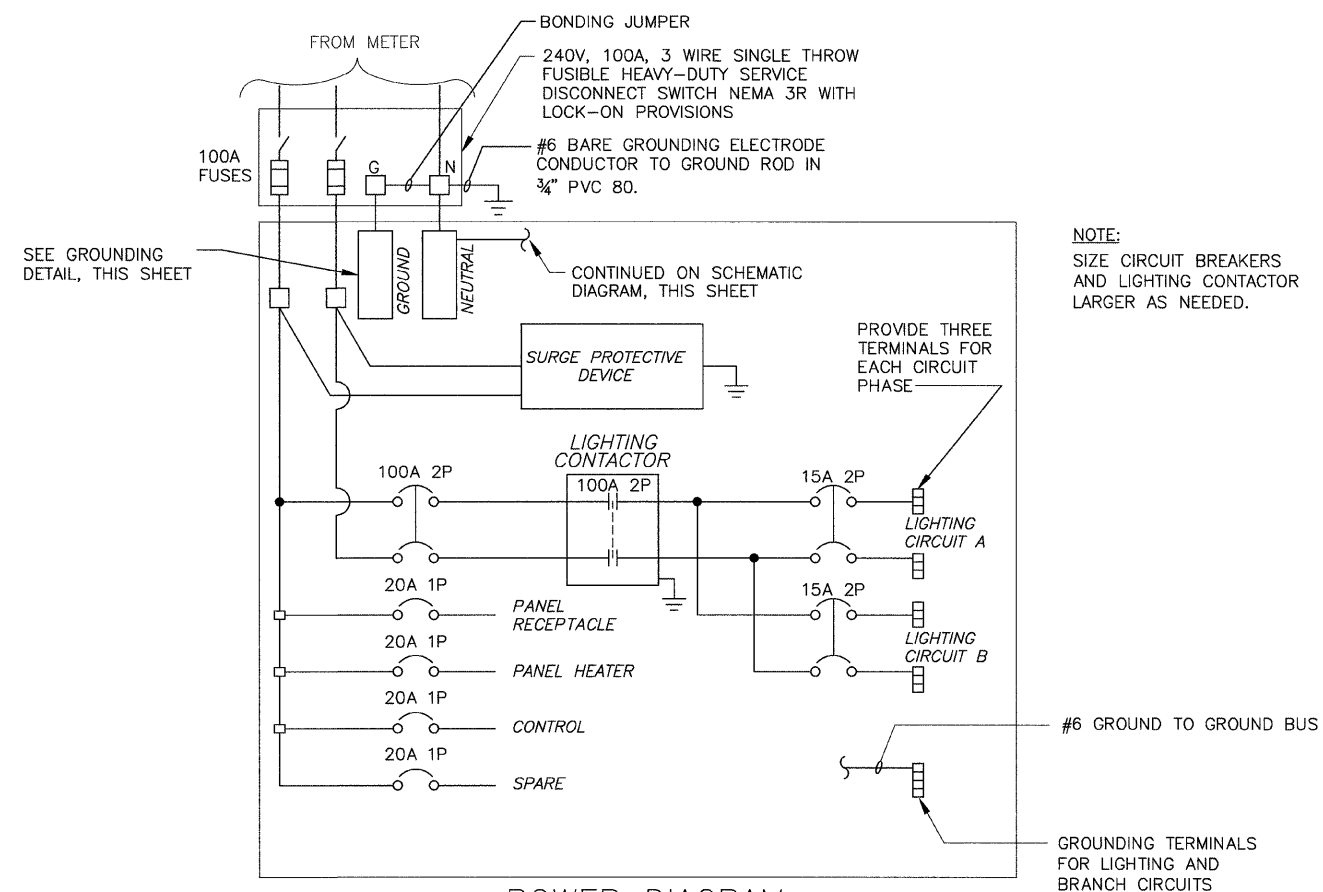 FROM METER
BONDING JUMPER
240V, 100A, 3 WIRE SINGLE THROW
FUSIBLE HEAVY-DUTY SERVICE
DISCONNECT SWITCH NEMA 3R WITH
LOCK-ON PROVISIONS
100A
FUSES
G
N
#6 BARE GROUNDING ELECTRODE
CONDUCTOR TO GROUND ROD IN
¾" PVC 80.
SEE GROUNDING
DETAIL, THIS SHEET
GROUND
NEUTRAL
CONTINUED ON SCHEMATIC
DIAGRAM, THIS SHEET
NOTE:
SIZE CIRCUIT BREAKERS
AND LIGHTING CONTACTOR
LARGER AS NEEDED.
SURGE PROTECTIVE
DEVICE
PROVIDE THREE
TERMINALS FOR
EACH CIRCUIT
PHASE
LIGHTING
CONTACTOR
100A 2P
100A 2P
15A 2P
LIGHTING
CIRCUIT A
20A 1P
PANEL
RECEPTACLE
15A 2P
LIGHTING
CIRCUIT B
20A 1P
PANEL HEATER
20A 1P
CONTROL
20A 1P
SPARE
#6 GROUND TO GROUND BUS
GROUNDING TERMINALS
FOR LIGHTING AND
BRANCH CIRCUITS
POWER DIAGRAM